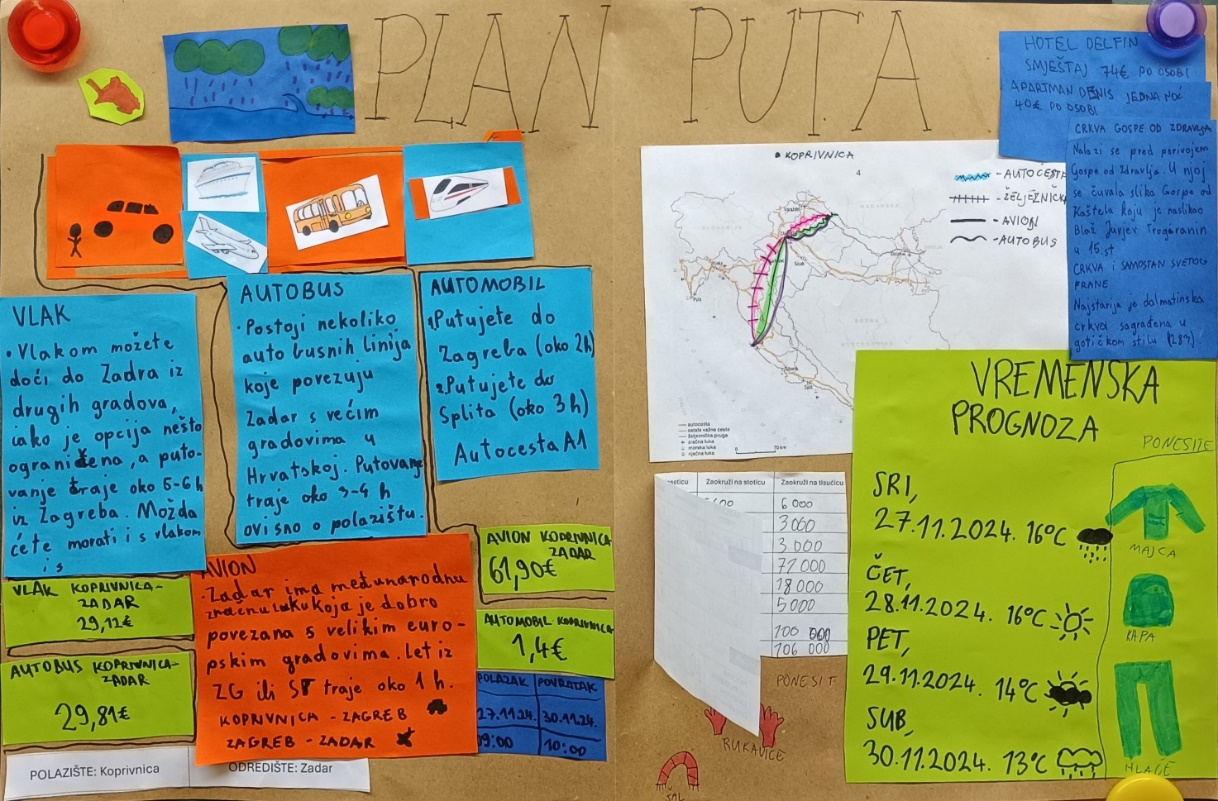 PLAN PUTA
HOTEL DELFIN
SMJEŠTAJ 74€ PO OSOBI
APARTMAN DENIS JEDNA NOĆ
40€ PO OSOBI
CRKVA GOSPE OD ZDRAVLJA
Nalazi se pred perivojem
Gospe od Zdravlja. U njoj
se čuvala slika Gospe od
Kaštela koju je naslikao
Blaž Jurjev Trogiranin
u 15.st
CRKVA i SAMOSTAN SVETOG
FRANE
Najstarija je dalmatinska
crkva sagrađena u
gotičkom stilu (1283).
KOPRIVNICA
4
- AUTOCESTA
- ŽELJEZNIČKA
- AVION
- AUTOBUS
VLAK
• Vlakom možete
doći do Zadra iz
drugih gradova,
iako je opcija nešto
ograničena, a puto-
vanje traje oko 5-6 h
iz Zagreba. Možda
ćete morati i s vlakom
i s
AUTOBUS
• Postoji nekoliko
autobusnih linija
koje povezuju
Zadar s većim
gradovima u
Hrvatskoj. Putovanje
traje oko 3-4 h
ovisno o polazištu.
AUTOMOBIL
1. Putujete do
Zagreba (oko 2h)
2. Putujete do
Splita (oko 3 h)
Autocesta A1
VLAK KOPRIVNICA-
ZADAR
29,12€
AUTOBUS KOPRIVNICA-
ZADAR
29,81€
AVION
Zadar ima međunarodnu
zračnu luku koja je dobro
povezana s velikim euro-
pskim gradovima. Let iz
ZG ili ST traje oko 1 h.
KOPRIVNICA - ZAGREB
ZAGREB - ZADAR
AVION KOPRIVNICA-
ZADAR
61,90€
AUTOMOBIL KOPRIVNICA
1,4€
POLAZAK POVRATAK
27.11.24. 30.11.24.
09:00 10:00
POLAZIŠTE: Koprivnica ODREDIŠTE: Zadar
Zaokruži na stoticu Zaokruži na tisućicu
6 000
3 000
3 000
72 000
18 000
5 000
100 000
106 000
PONESIT
RUKAVICE
ŠAL
VREMENSKA
PROGNOZA
SRI,
27.11.2024. 16°C
ČET,
28.11.2024. 16°C
PET,
29.11.2024. 14°C
SUB,
30.11.2024. 13°C
PONESITE
MAJCA
KAPA
HLAČE